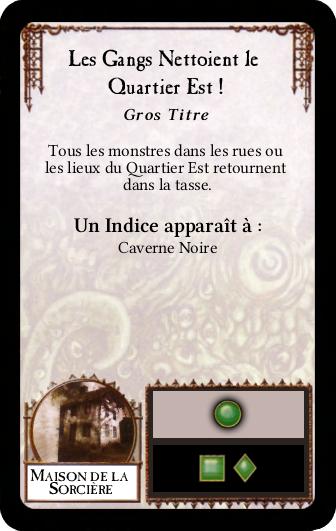 Les Gangs Nettoient le
Quartier Est !
Gros Titre
Tous les monstres dans les rues ou
les lieux du Quartier Est retournent
dans la tasse.
Un Indice apparaît à :
Caverne Noire
Maison de la
Sorcière